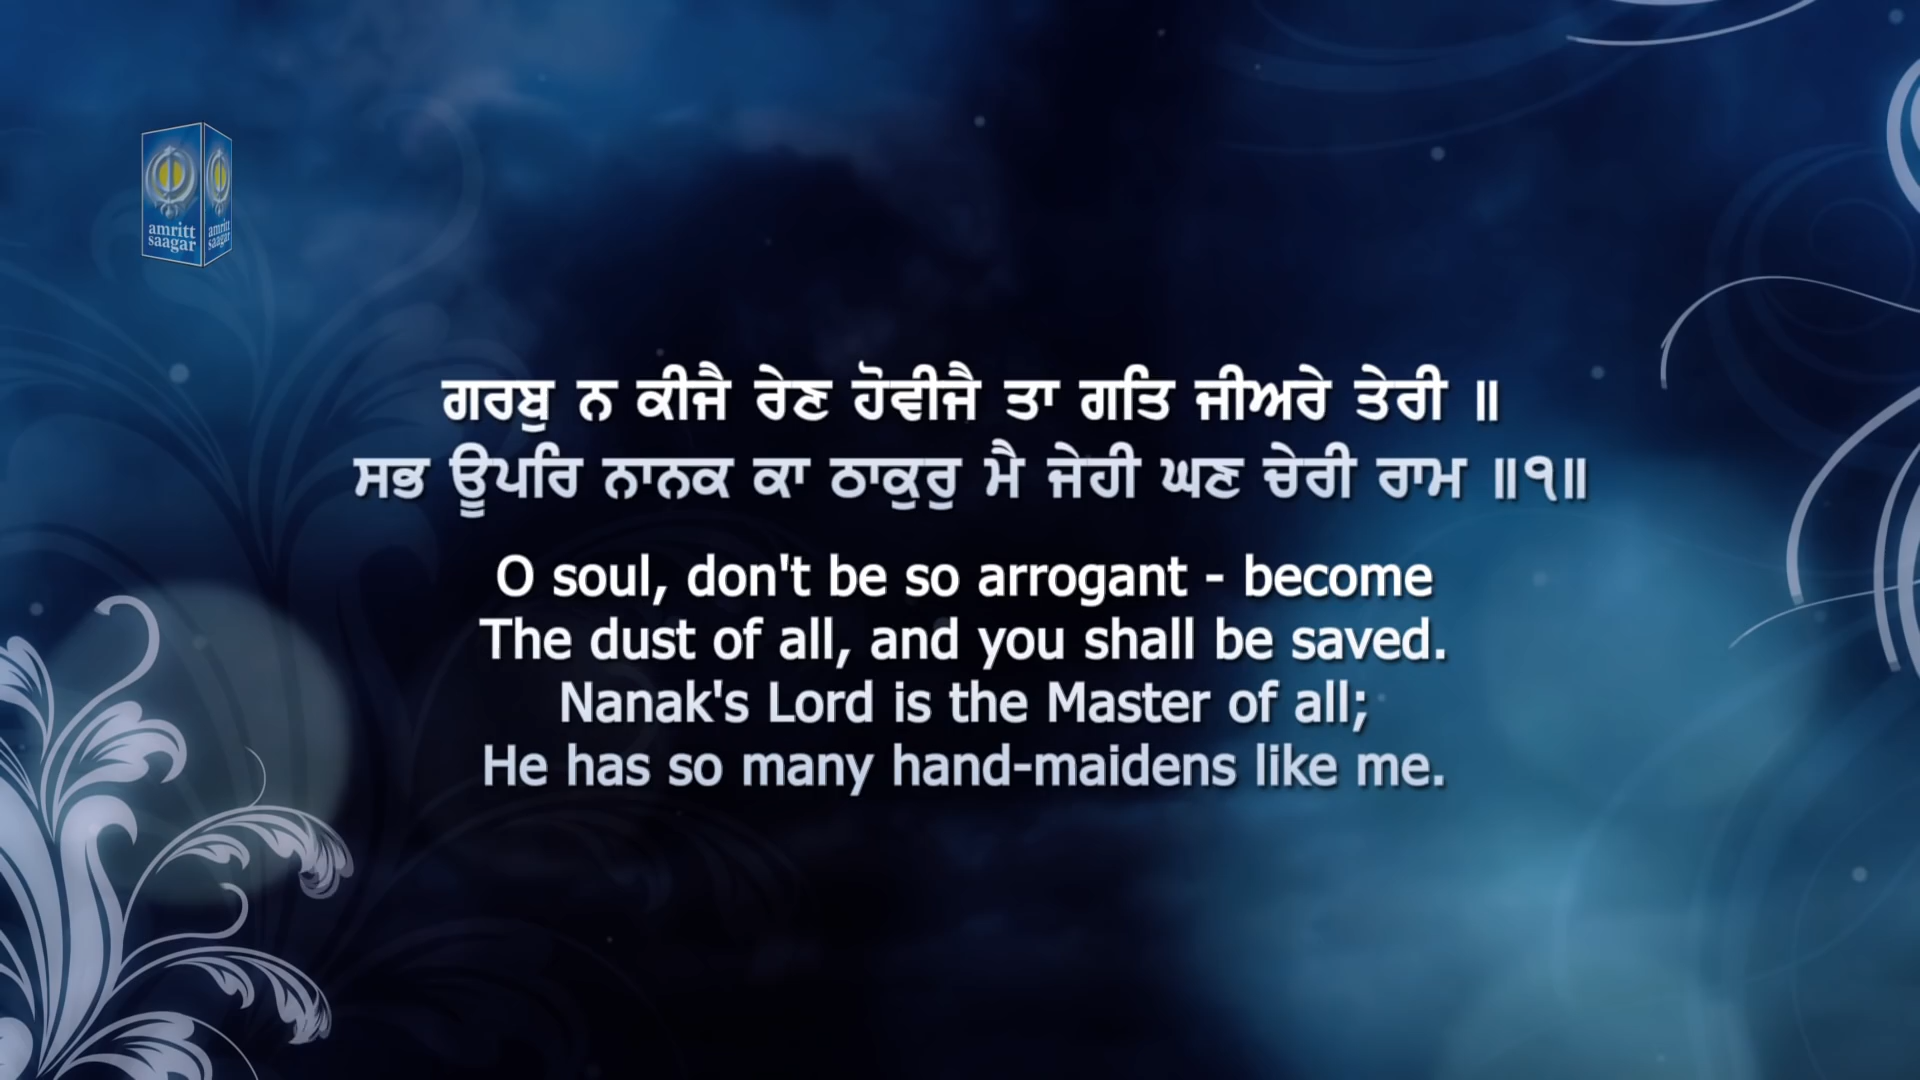 amritt
saagar
amritt
saagar
ਗਰਬੁ ਨ ਕੀਜੈ ਰੇਣ ਹੋਵੀਜੈ ਤਾ ਗਤਿ ਜੀਅਰੇ ਤੇਰੀ ॥
ਸਭ ਊਪਰਿ ਨਾਨਕ ਕਾ ਠਾਕੁਰੁ ਮੈ ਜੇਹੀ ਘਣ ਚੇਰੀ ਰਾਮ ॥੧॥
O soul, don't be so arrogant - become
The dust of all, and you shall be saved.
Nanak's Lord is the Master of all;
He has so many hand-maidens like me.